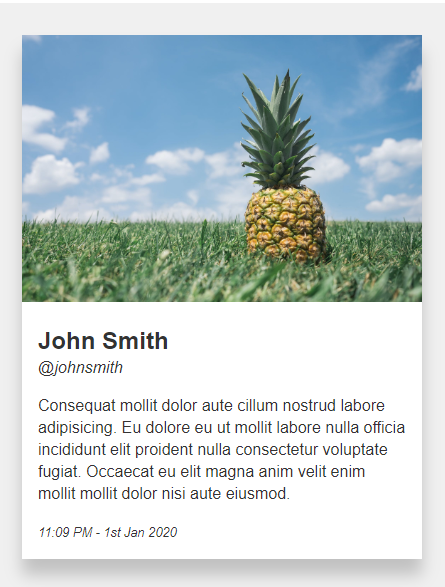 John Smith
@johnsmith
Consequat mollit dolor aute cillum nostrud labore
adipisicing. Eu dolore eu ut mollit labore nulla officia
incididunt elit proident nulla consectetur voluptate
fugiat. Occaecat eu elit magna anim velit enim
mollit mollit dolor nisi aute eiusmod.
11:09 PM - 1st Jan 2020